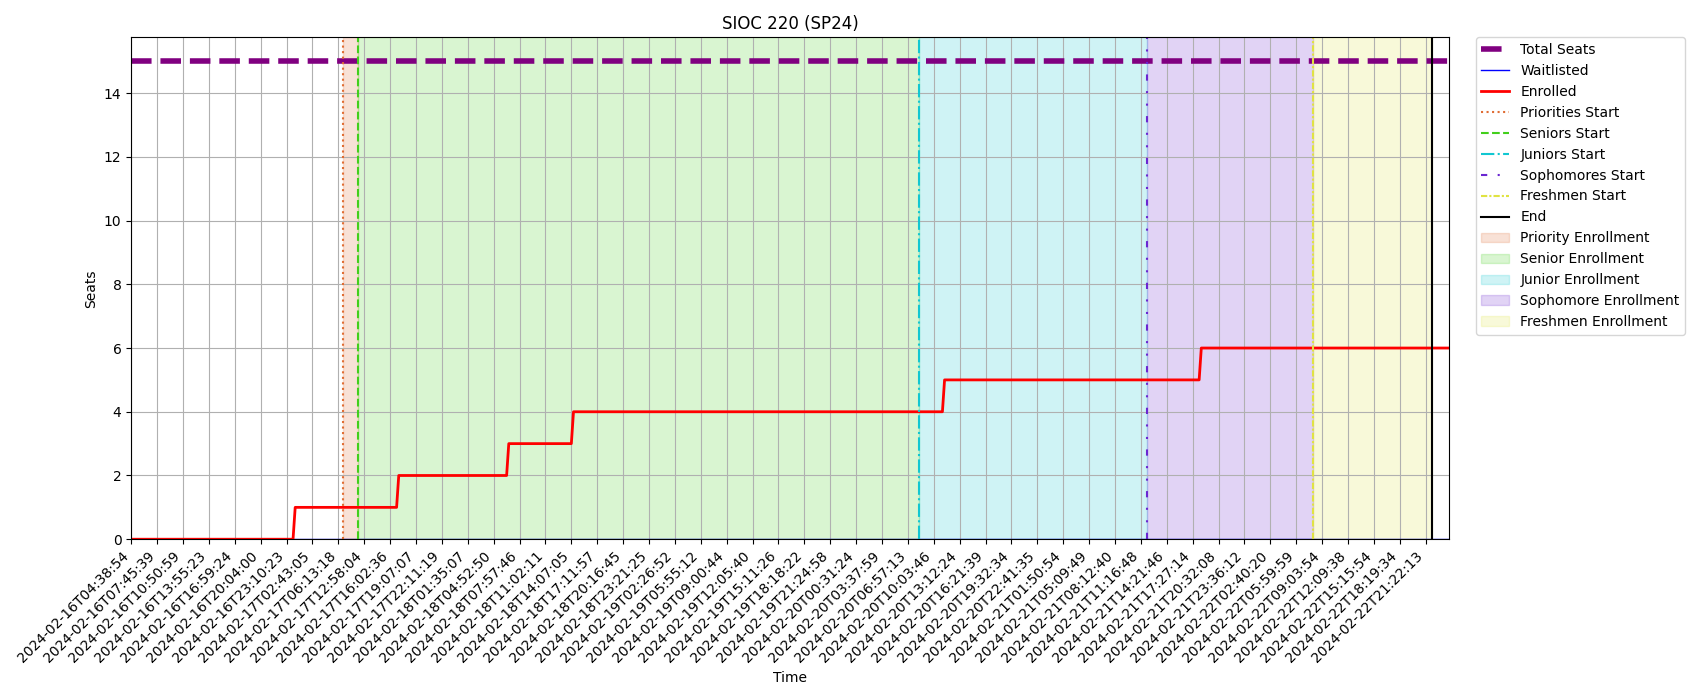 SIOC 220 (SP24)
Seats
14
12
10
8
6
4
2
0
2024-02-16T04:38:54
2024-02-16T07:45:39
2024-02-16T10:50:59
2024-02-16T13:55:23
2024-02-16T16:59:24
2024-02-16T20:04:00
2024-02-16T23:10:23
2024-02-17T02:43:05
2024-02-17T06:13:18
2024-02-17T12:58:04
2024-02-17T16:02:36
2024-02-17T19:07:07
2024-02-17T22:11:19
2024-02-18T01:35:07
2024-02-18T04:52:50
2024-02-18T07:57:46
2024-02-18T11:02:11
2024-02-18T14:07:05
2024-02-18T17:11:57
2024-02-18T20:16:45
2024-02-18T23:21:25
2024-02-19T02:26:52
2024-02-19T05:55:12
2024-02-19T09:00:44
2024-02-19T12:05:40
2024-02-19T15:11:26
2024-02-19T18:18:22
2024-02-19T21:24:58
2024-02-20T00:31:24
2024-02-20T03:37:59
2024-02-20T06:57:13
2024-02-20T10:03:46
2024-02-20T13:12:24
2024-02-20T16:21:39
2024-02-20T19:32:34
2024-02-20T22:41:35
2024-02-21T01:50:54
2024-02-21T05:09:49
2024-02-21T08:12:40
2024-02-21T11:16:48
2024-02-21T14:21:46
2024-02-21T17:27:14
2024-02-21T20:32:08
2024-02-21T23:36:12
2024-02-22T02:40:20
2024-02-22T05:59:59
2024-02-22T09:03:54
2024-02-22T12:09:38
2024-02-22T15:15:54
2024-02-22T18:19:34
2024-02-22T21:22:13
Time
Total Seats
Waitlisted
Enrolled
Priorities Start
Seniors Start
Juniors Start
Sophomores Start
Freshmen Start
End
Priority Enrollment
Senior Enrollment
Junior Enrollment
Sophomore Enrollment
Freshmen Enrollment